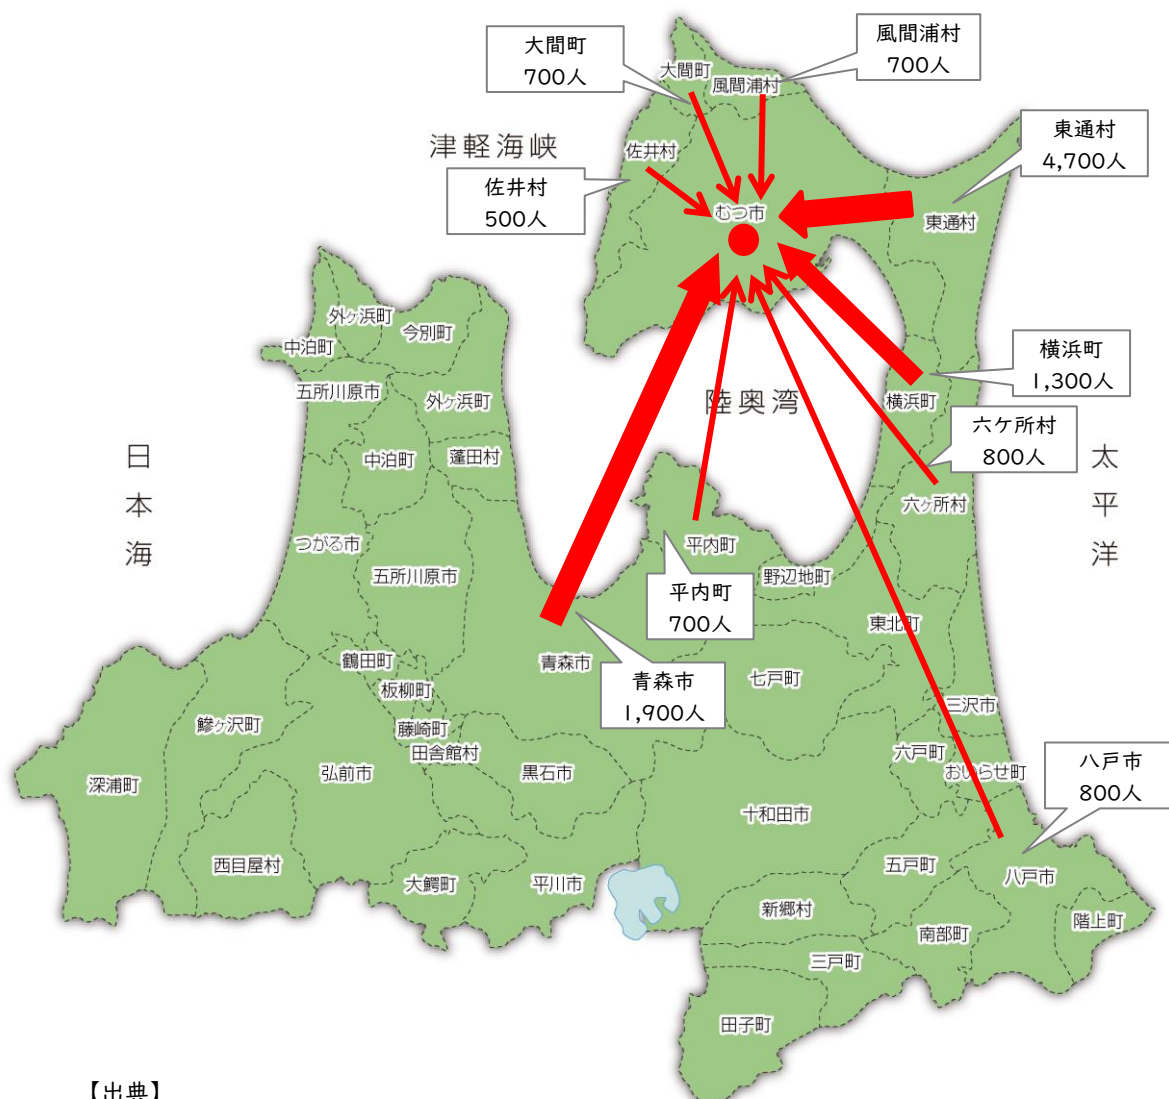 大間町
700人
風間浦村
700人
大間町
風間浦村
東通村
4,700人
津軽海峡
佐井村
佐井村
500人
むつ市
東通村
外ヶ浜町
今別町
中泊町
五所川原市
外ヶ浜町
横浜町
1,300人
陸奥湾
横浜町
六ケ所村
800人
日本海
中泊町
蓬田村
太平洋
六ヶ所村
つがる市
平内町
五所川原市
野辺地町
平内町
700人
東北町
鶴田町
青森市
七戸町
板柳町
青森市
1,900人
三沢市
鰺ヶ沢町
藤崎町
田舎館村
六戸町
おいらせ町
八戸市
800人
深浦町
弘前市
黒石市
十和田市
西目屋村
大鰐町
平川市
五戸町
八戸市
新郷村
階上町
南部町
三戸町
田子町
【出典】